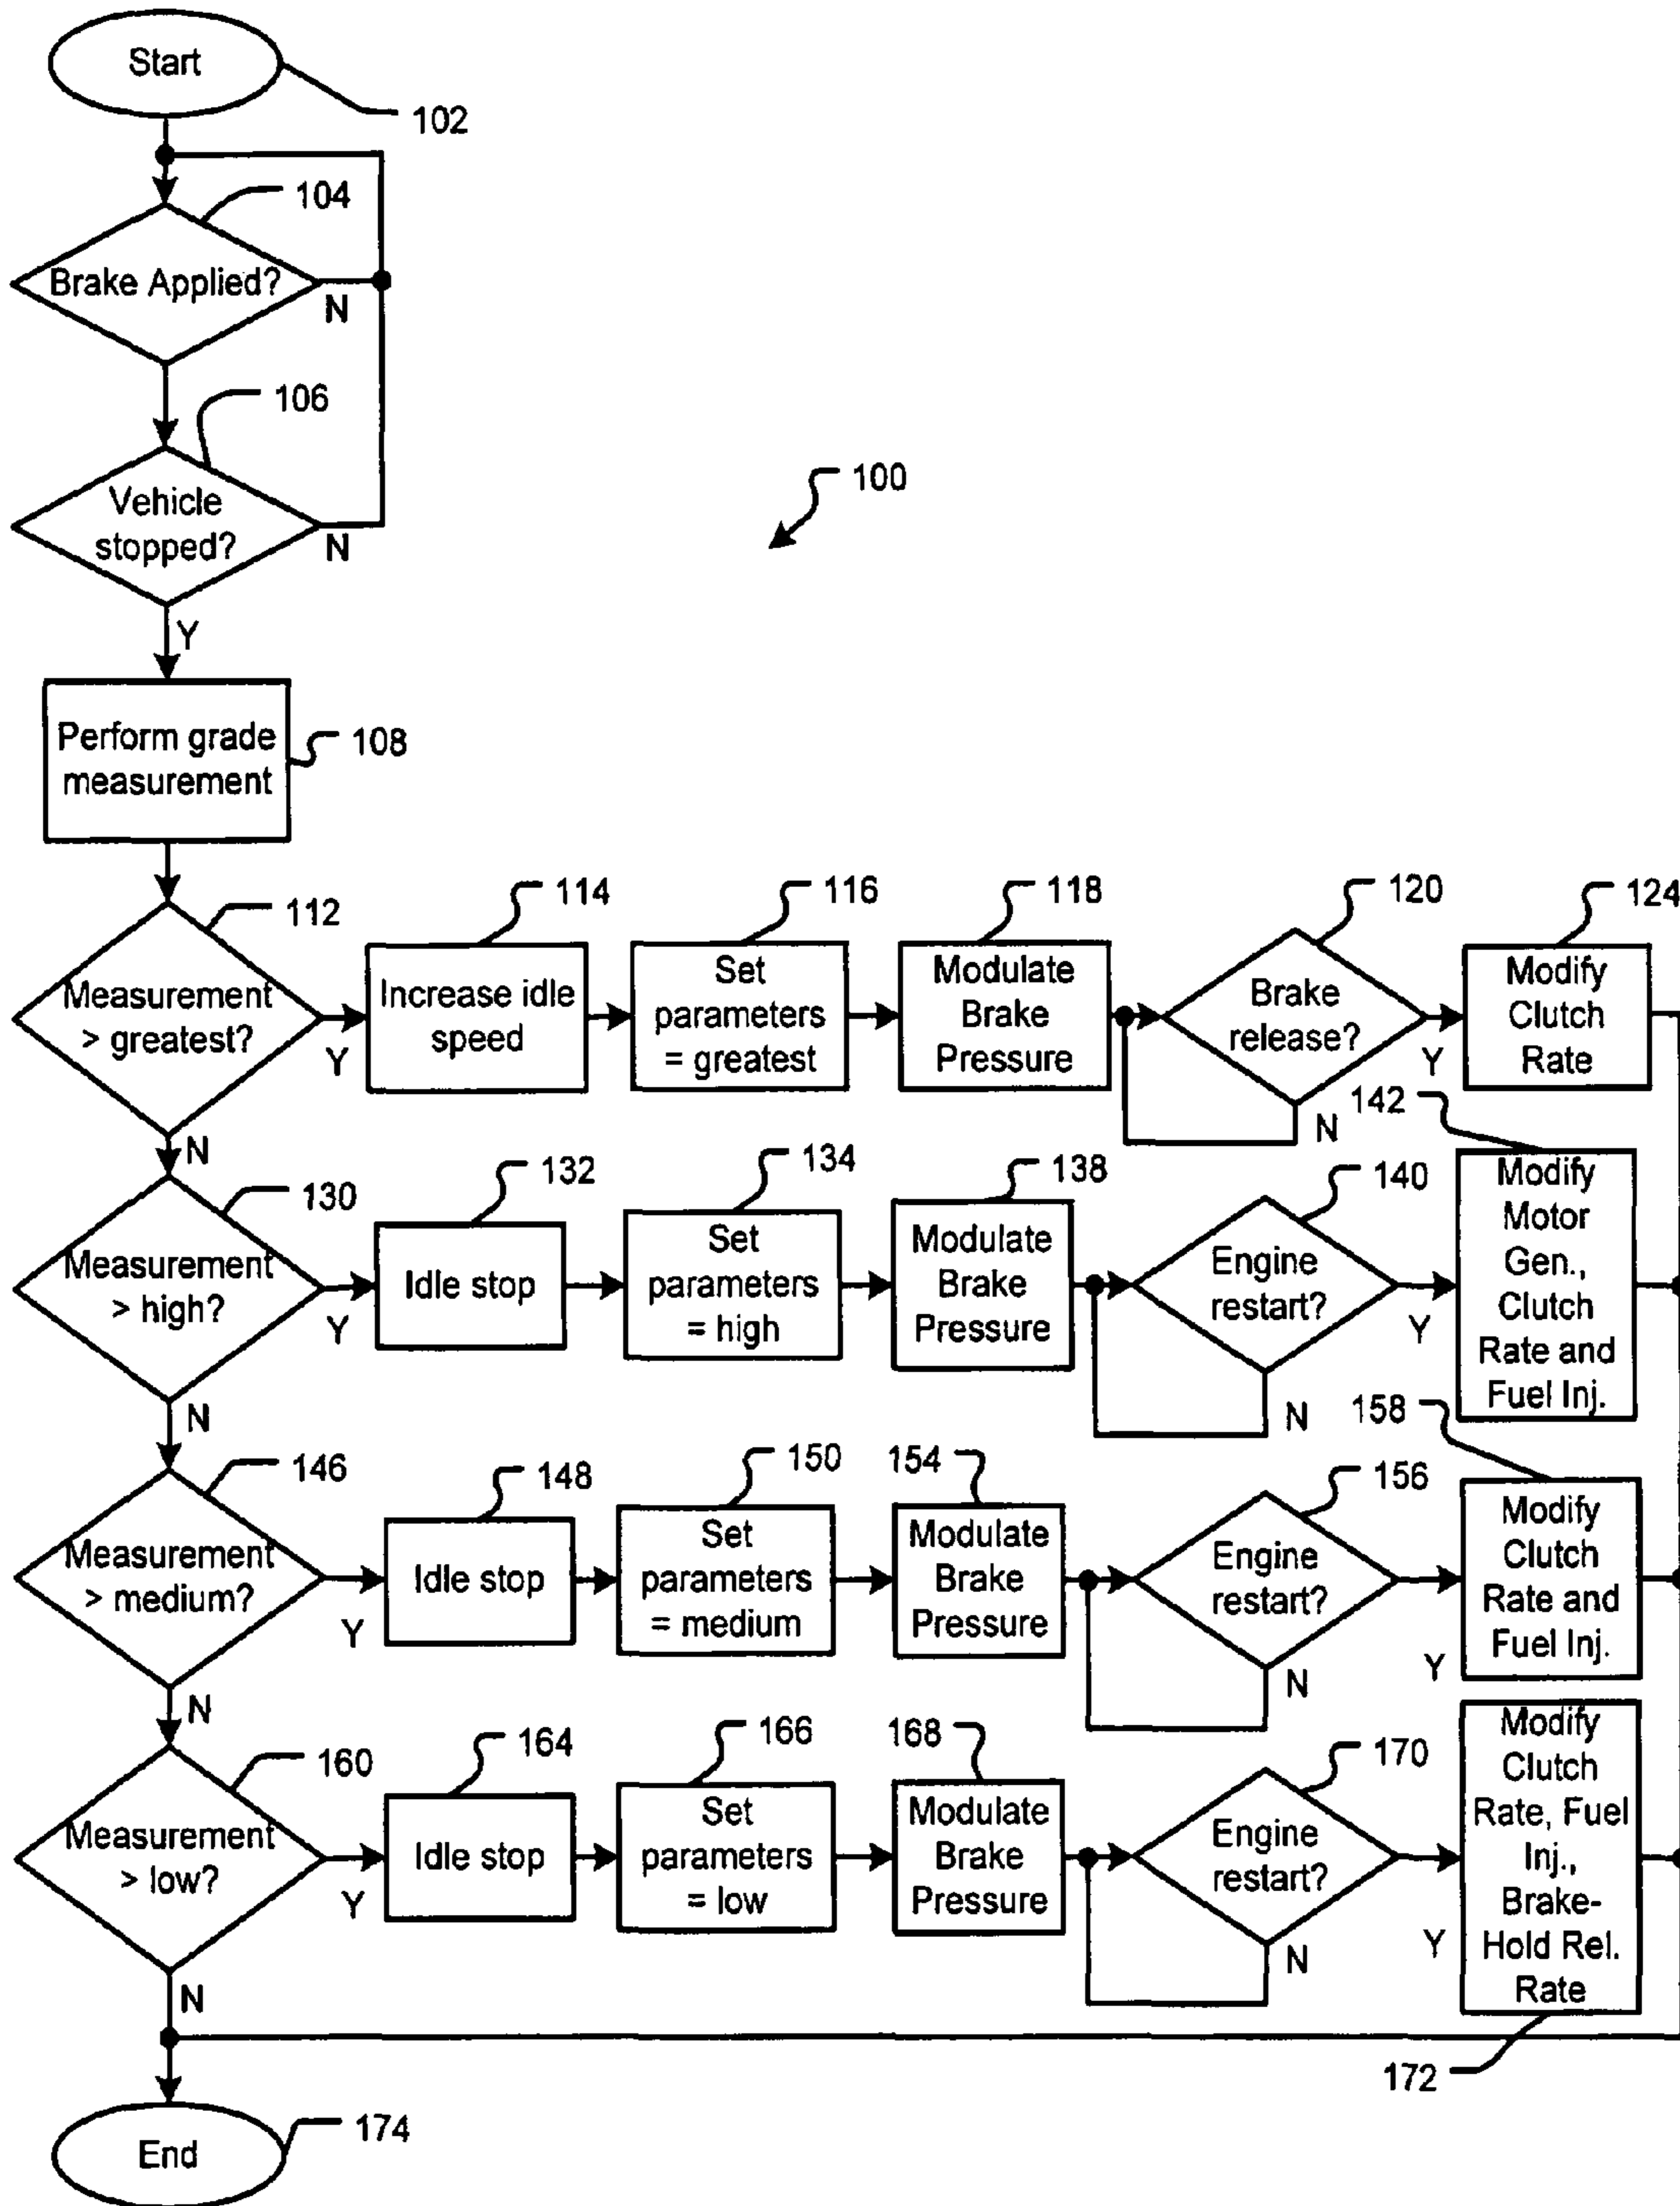 Start
102
104
Brake Applied?
N
106
Vehicle
stopped?
N
100
Y
Perform grade
measurement
108
112
Measurement
> greatest?
Y
N
114
Increase idle
speed
116
Set
parameters
= greatest
118
Modulate
Brake
Pressure
120
Brake
release?
Y
N
124
Modify
Clutch
Rate
130
Measurement
> high?
Y
N
132
Idle stop
134
Set
parameters
= high
138
Modulate
Brake
Pressure
140
Engine
restart?
Y
N
142
Modify
Motor
Gen.,
Clutch
Rate and
Fuel Inj.
146
Measurement
> medium?
Y
N
148
Idle stop
150
Set
parameters
= medium
154
Modulate
Brake
Pressure
156
Engine
restart?
Y
N
158
Modify
Clutch
Rate and
Fuel Inj.
160
Measurement
> low?
Y
N
164
Idle stop
166
Set
parameters
= low
168
Modulate
Brake
Pressure
170
Engine
restart?
Y
N
Modify
Clutch
Rate, Fuel
Inj.,
Brake-
Hold Rel.
Rate
172
End
174